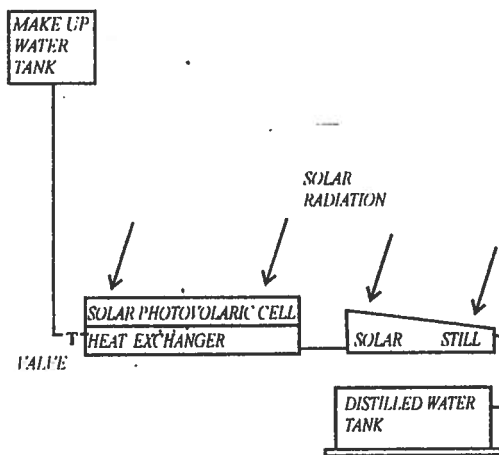 MAKE UP
WATER
TANK
SOLAR
RADIATION
SOLAR PHOTOVOLARIC CELL
HEAT EXCHANGER
T
VALVE
SOLAR STILL
DISTILLED WATER
TANK